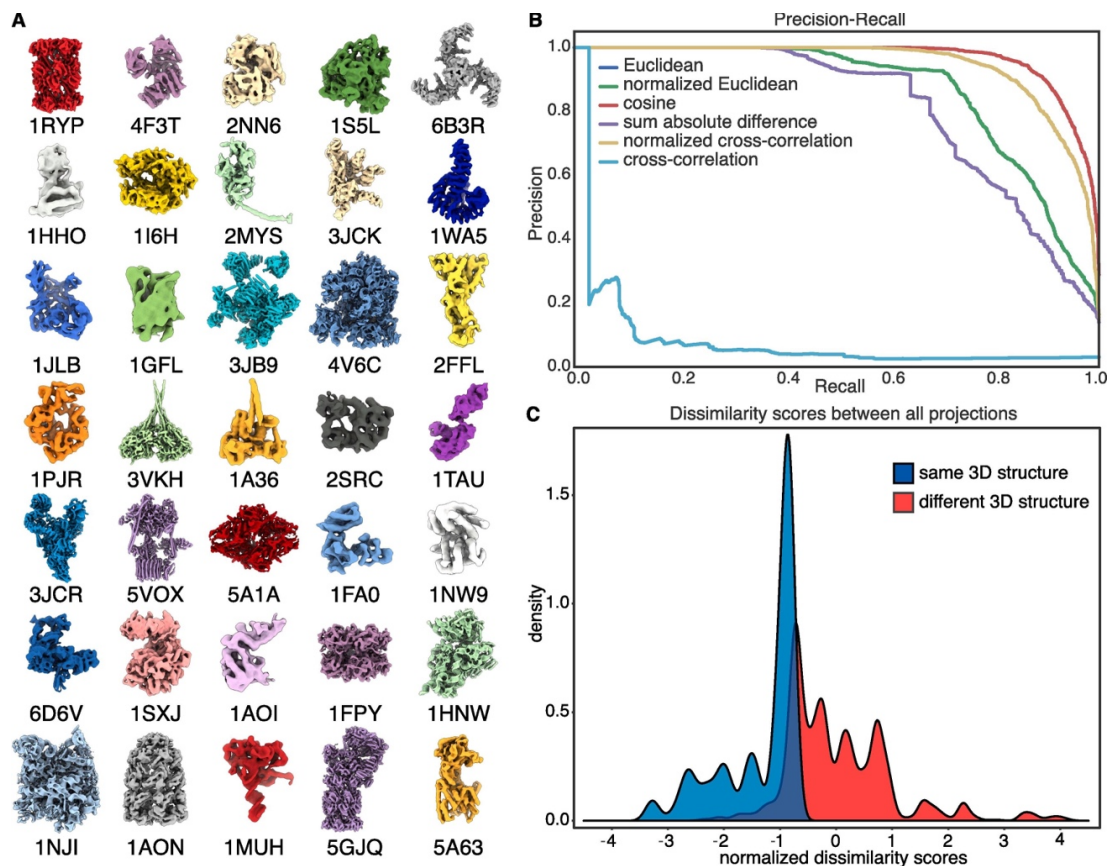 A
1RYP 4F3T 2NN6 1S5L 6B3R
1HHO 1I6H 2MYS 3JCK 1WA5
1JLB 1GFL 3JB9 4V6C 2FFL
1PJR 3VKH 1A36 2SRC 1TAU
3JCR 5VOX 5A1A 1FA0 1NW9
6D6V 1SXJ 1AOI 1FPY 1HNW
1NJI 1AON 1MUH 5GJQ 5A63
B
Precision-Recall
Precision
1.0
0.8
0.6
0.4
0.2
0.0
Euclidean
normalized Euclidean
cosine
sum absolute difference
normalized cross-correlation
cross-correlation
0.0 0.2 0.4 0.6 0.8 1.0
Recall
C
Dissimilarity scores between all projections
density
1.5
1.0
0.5
0.0
same 3D structure
different 3D structure
-4 -3 -2 -1 0 1 2 3 4
normalized dissimilarity scores